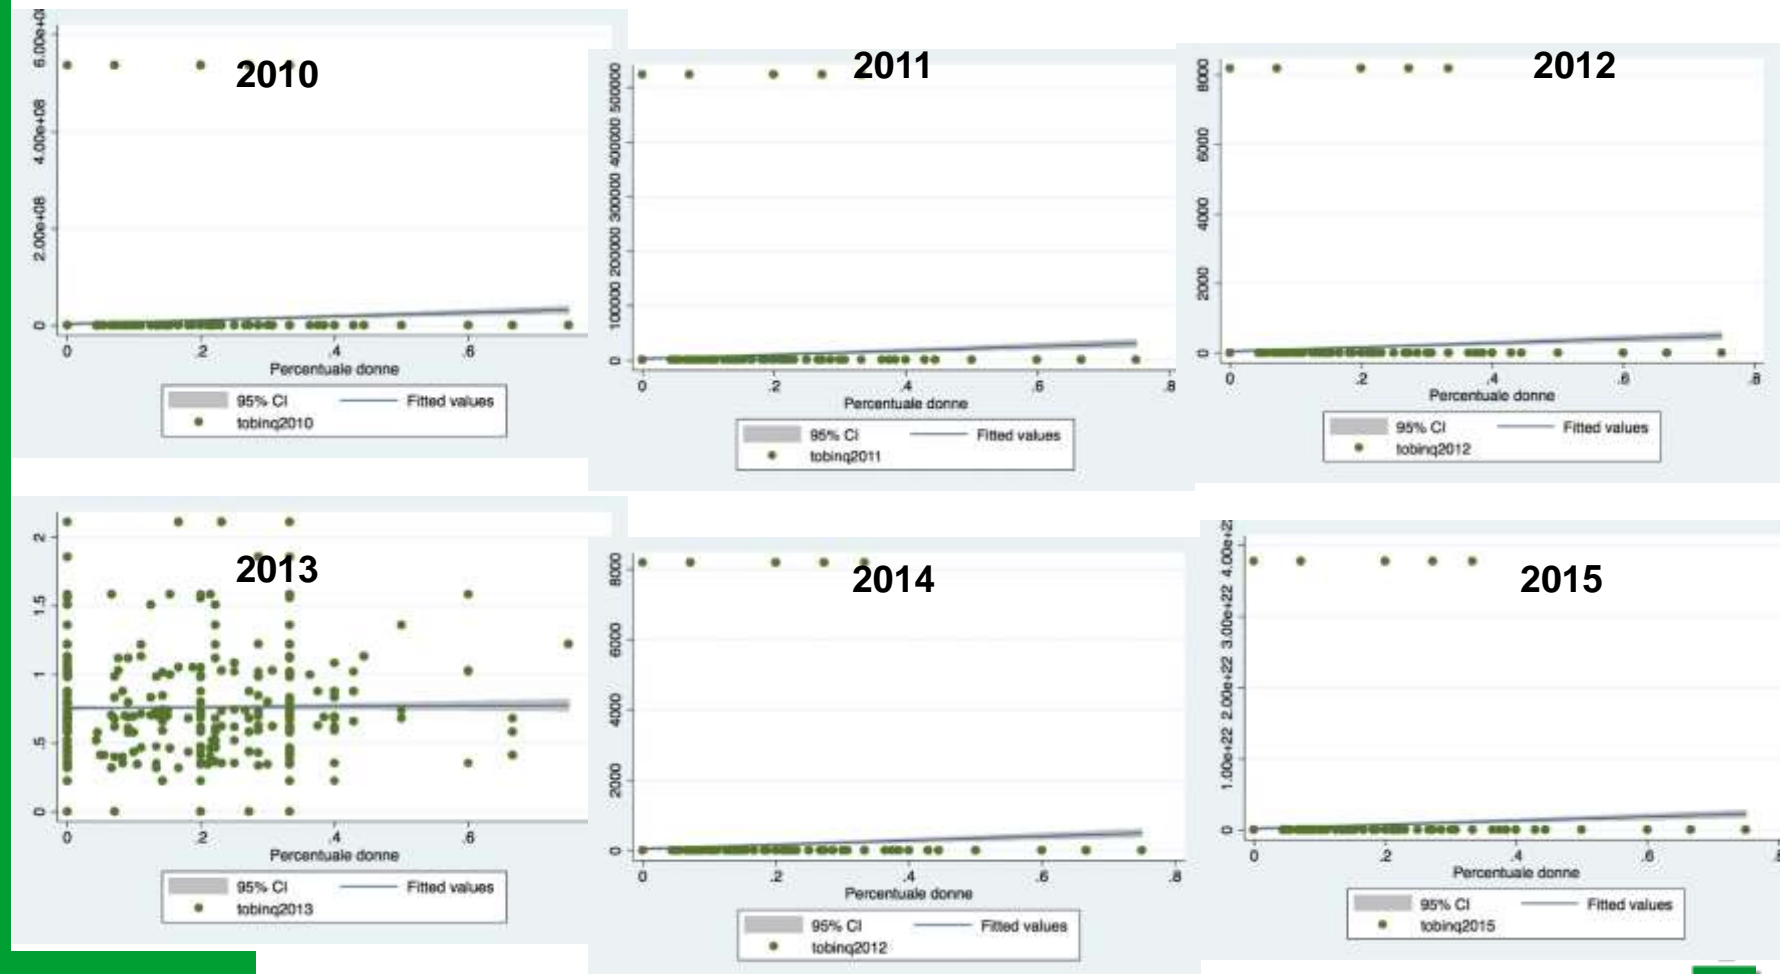 2010
6.00e+08
4.00e+08
2.00e+08
0
0 .2 .4 .6
Percentuale donne
95% CI Fitted values
tobinq2010
2011
500000
400000
300000
200000
100000
0
0 .2 .4 .6 .8
Percentuale donne
95% CI Fitted values
tobinq2011
2012
8000
6000
4000
2000
0
0 .2 .4 .6 .8
Percentuale donne
95% CI Fitted values
tobinq2012
2013
2
1.5
1
.5
0
0 .2 .4 .6
Percentuale donne
95% CI Fitted values
tobinq2013
2014
8000
6000
4000
2000
0
0 .2 .4 .6 .8
Percentuale donne
95% CI Fitted values
tobinq2012
2015
3.00e+22
2.00e+22
1.00e+22
0
0 .2 .4 .6
Percentuale donne
95% CI Fitted values
tobinq2015